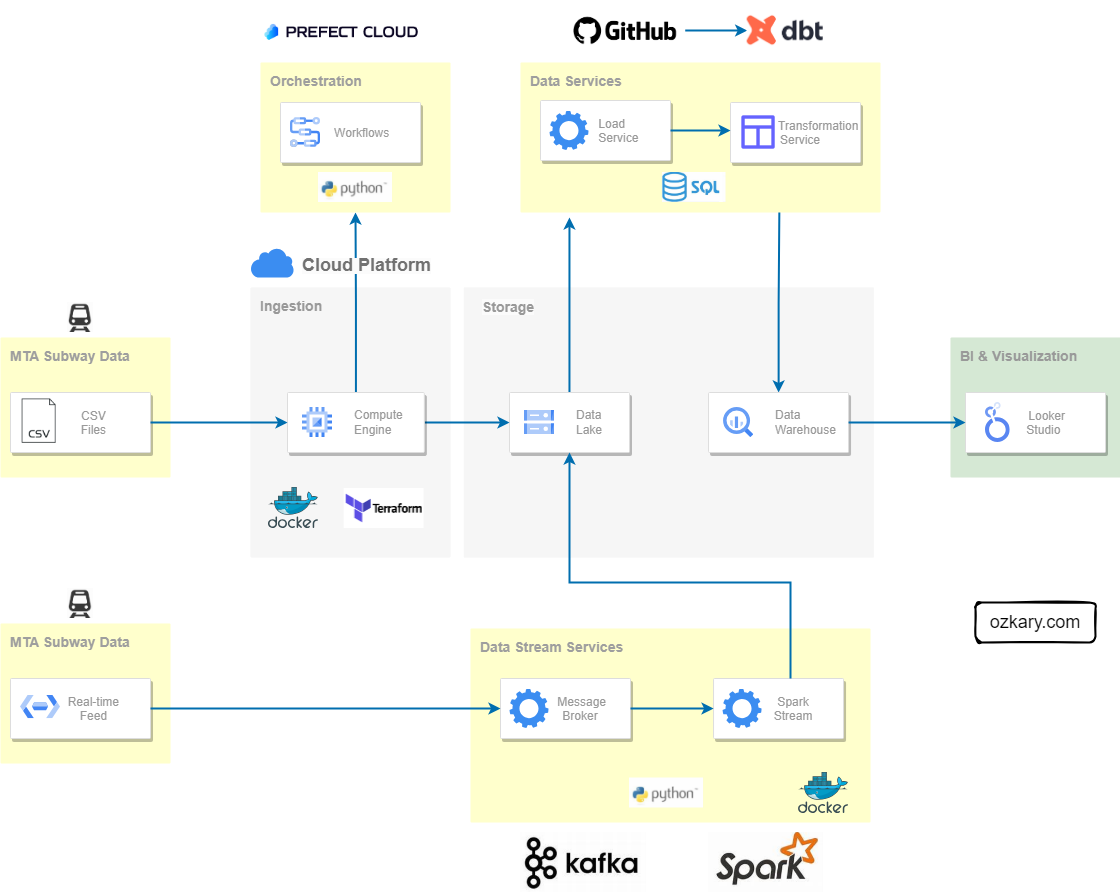 PREFECT CLOUD
GitHub
dbt
Orchestration
Workflows
python
Data Services
Load
Service
Transformation
Service
SQL
Cloud Platform
Ingestion
Storage
MTA Subway Data
CSV
CSV
Files
Compute
Engine
docker
Terraform
Data
Lake
Data
Warehouse
BI & Visualization
Looker
Studio
MTA Subway Data
Real-time
Feed
Data Stream Services
Message
Broker
Spark
Stream
python
docker
kafka
Spark
ozkary.com